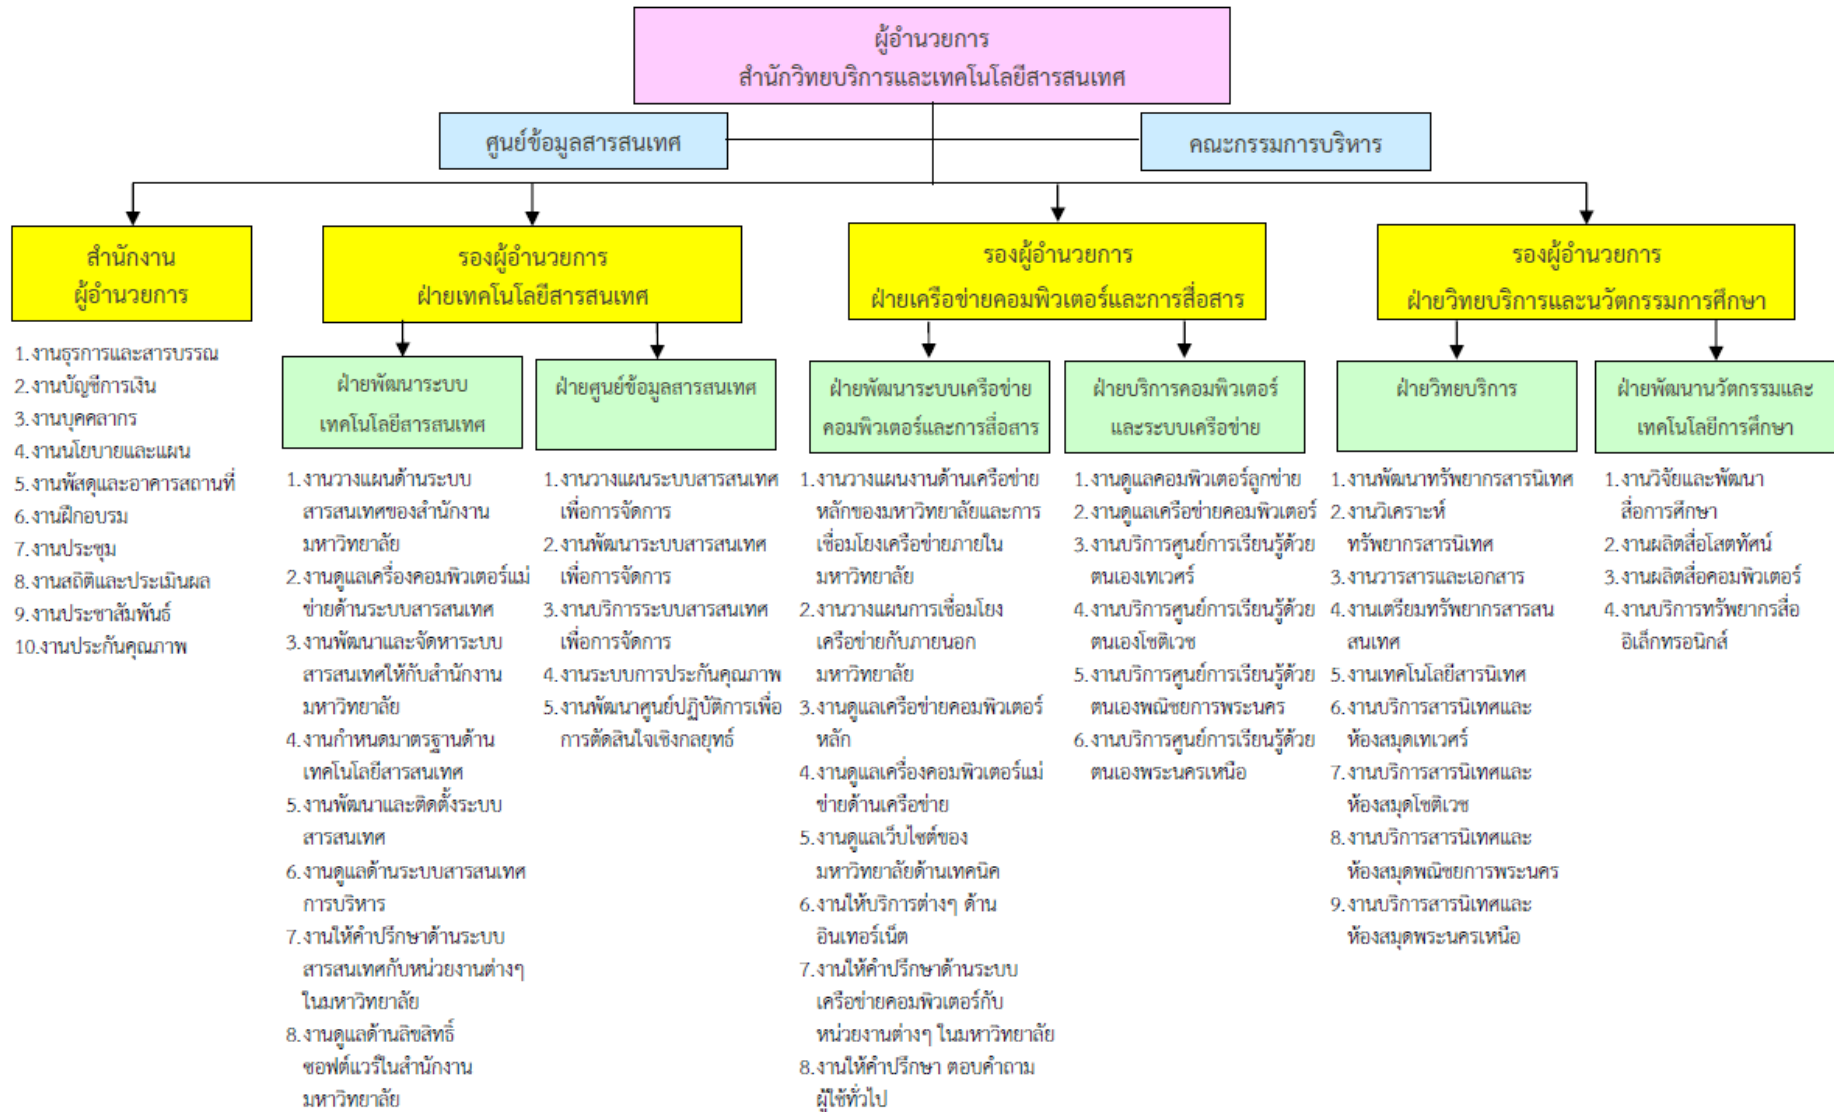 ผู้อำนวยการ
สำนักวิทยบริการและเทคโนโลยีสารสนเทศ
ศูนย์ข้อมูลสารสนเทศ
คณะกรรมการบริหาร
สำนักงาน
ผู้อำนวยการ
1.งานธุรการและสารบรรณ
2.งานบัญชีการเงิน
3.งานบุคคลากร
4.งานนโยบายและแผน
5.งานพัสดุและอาคารสถานที่
6.งานฝึกอบรม
7.งานประชุม
8.งานสถิติและประเมินผล
9.งานประชาสัมพันธ์
10.งานประกันคุณภาพ
รองผู้อำนวยการ
ฝ่ายเทคโนโลยีสารสนเทศ
ฝ่ายพัฒนาระบบ
เทคโนโลยีสารสนเทศ
1.งานวางแผนด้านระบบ
สารสนเทศของสำนักงาน
มหาวิทยาลัย
2.งานดูแลเครื่องคอมพิวเตอร์แม่
ข่ายด้านระบบสารสนเทศ
3.งานพัฒนาและจัดหาระบบ
สารสนเทศให้กับสำนักงาน
มหาวิทยาลัย
4.งานกำหนดมาตรฐานด้าน
เทคโนโลยีสารสนเทศ
5.งานพัฒนาและติดตั้งระบบ
สารสนเทศ
6.งานดูแลด้านระบบสารสนเทศ
การบริหาร
7.งานให้คำปรึกษาด้านระบบ
สารสนเทศกับหน่วยงานต่างๆ
ในมหาวิทยาลัย
8.งานดูแลด้านลิขสิทธิ์
ซอฟต์แวร์ในสำนักงาน
มหาวิทยาลัย
ฝ่ายศูนย์ข้อมูลสารสนเทศ
1.งานวางแผนระบบสารสนเทศ
เพื่อการจัดการ
2.งานพัฒนาระบบสารสนเทศ
เพื่อการจัดการ
3.งานบริการระบบสารสนเทศ
เพื่อการจัดการ
4.งานระบบการประกันคุณภาพ
5.งานพัฒนาศูนย์ปฏิบัติการเพื่อ
การตัดสินใจเชิงกลยุทธ์
รองผู้อำนวยการ
ฝ่ายเครือข่ายคอมพิวเตอร์และการสื่อสาร
ฝ่ายพัฒนาระบบเครือข่าย
คอมพิวเตอร์และการสื่อสาร
1.งานวางแผนงานด้านเครือข่าย
หลักของมหาวิทยาลัยและการ
เชื่อมโยงเครือข่ายภายใน
มหาวิทยาลัย
2.งานวางแผนการเชื่อมโยง
เครือข่ายกับภายนอก
มหาวิทยาลัย
3.งานดูแลเครือข่ายคอมพิวเตอร์
หลัก
4.งานดูแลเครื่องคอมพิวเตอร์แม่
ข่ายด้านเครือข่าย
5.งานดูแลเว็บไซต์ของ
มหาวิทยาลัยด้านเทคนิค
6.งานให้บริการต่างๆ ด้าน
อินเทอร์เน็ต
7.งานให้คำปรึกษาด้านระบบ
เครือข่ายคอมพิวเตอร์กับ
หน่วยงานต่างๆ ในมหาวิทยาลัย
8.งานให้คำปรึกษา ตอบคำถาม
ผู้ใช้ทั่วไป
ฝ่ายบริการคอมพิวเตอร์
และระบบเครือข่าย
1.งานดูแลคอมพิวเตอร์ลูกข่าย
2.งานดูแลเครือข่ายคอมพิวเตอร์
3.งานบริการศูนย์การเรียนรู้ด้วย
ตนเองเทเวศร์
4.งานบริการศูนย์การเรียนรู้ด้วย
ตนเองโชติเวช
5.งานบริการศูนย์การเรียนรู้ด้วย
ตนเองพณิชยการพระนคร
6.งานบริการศูนย์การเรียนรู้ด้วย
ตนเองพระนครเหนือ
รองผู้อำนวยการ
ฝ่ายวิทยบริการและนวัตกรรมการศึกษา
ฝ่ายวิทยบริการ
1.งานพัฒนาทรัพยากรสารนิเทศ
2.งานวิเคราะห์
ทรัพยากรสารนิเทศ
3.งานวารสารและเอกสาร
4.งานเตรียมทรัพยากรสารสน
สนเทศ
5.งานเทคโนโลยีสารนิเทศ
6.งานบริการสารนิเทศและ
ห้องสมุดเทเวศร์
7.งานบริการสารนิเทศและ
ห้องสมุดโชติเวช
8.งานบริการสารนิเทศและ
ห้องสมุดพณิชยการพระนคร
9.งานบริการสารนิเทศและ
ห้องสมุดพระนครเหนือ
ฝ่ายพัฒนานวัตกรรมและ
เทคโนโลยีการศึกษา
1.งานวิจัยและพัฒนา
สื่อการศึกษา
2.งานผลิตสื่อโสตทัศน์
3.งานผลิตสื่อคอมพิวเตอร์
4.งานบริการทรัพยากรสื่อ
อิเล็กทรอนิกส์